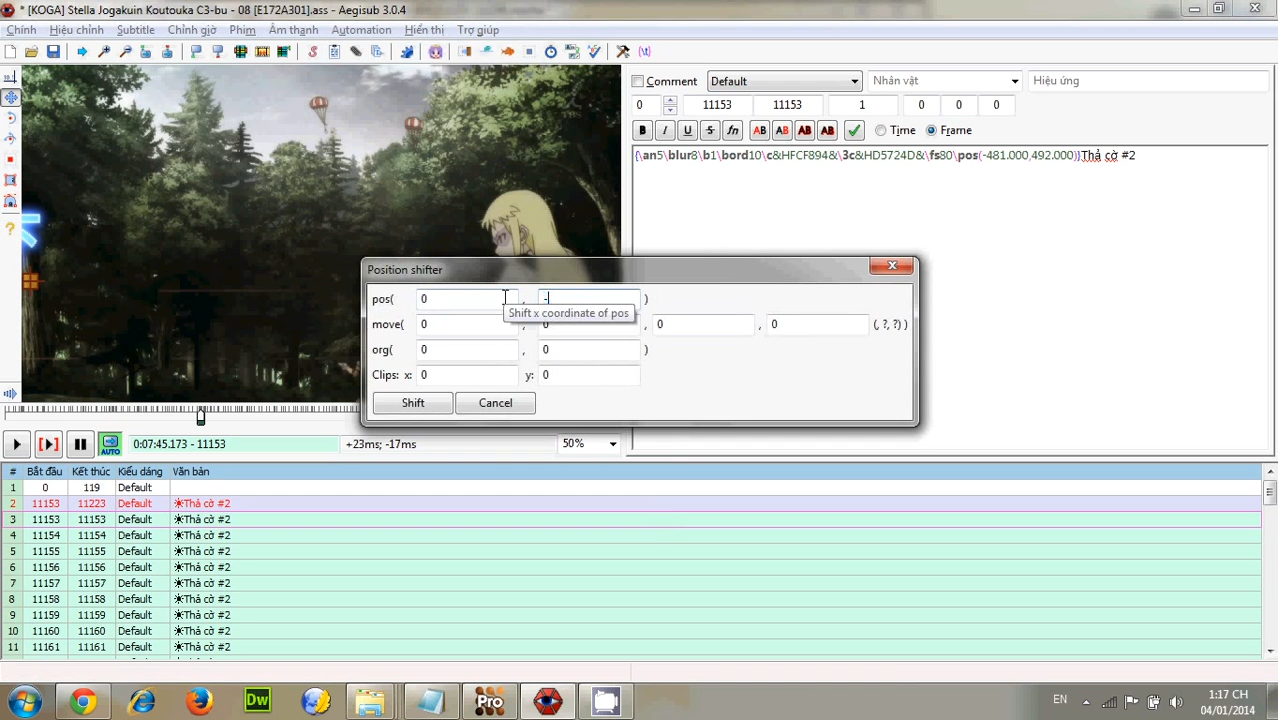 * [KOGA] Stella Jogakuin Koutouka C3-bu - 08 [E172A301].ass - Aegisub 3.0.4
Chính Hiệu chỉnh Subtitle Chỉnh giờ Phim Âm thanh Automation Hiển thị Trợ giúp
Comment Default Nhân vật Hiệu ứng
0 11153 11153 1 0 0 0
B I U S fn AB AB AB AB Time Frame
{\an5\blur8\b1\bord10\c&HFCF894&\3c&HD5724D&\fs80\pos(-481.000,492.000)}Thả cờ #2
Position shifter
pos( 0 , - )
Shift x coordinate of pos
move( 0 , 0 , 0 , 0 (, ?, ?) )
org( 0 , 0 )
Clips: x: 0 y: 0
Shift Cancel
AUTO 0:07:45.173 - 11153 +23ms; -17ms 50%
# Bắt đầu Kết thúc Kiểu dáng Văn bản
1 0 119 Default
2 11153 11223 Default ☀Thả cờ #2
3 11153 11153 Default ☀Thả cờ #2
4 11154 11154 Default ☀Thả cờ #2
5 11155 11155 Default ☀Thả cờ #2
6 11156 11156 Default ☀Thả cờ #2
7 11157 11157 Default ☀Thả cờ #2
8 11158 11158 Default ☀Thả cờ #2
9 11159 11159 Default ☀Thả cờ #2
10 11160 11160 Default ☀Thả cờ #2
11 11161 11161 Default ☀Thả cờ #2
Dw Pro EN 1:17 CH
04/01/2014